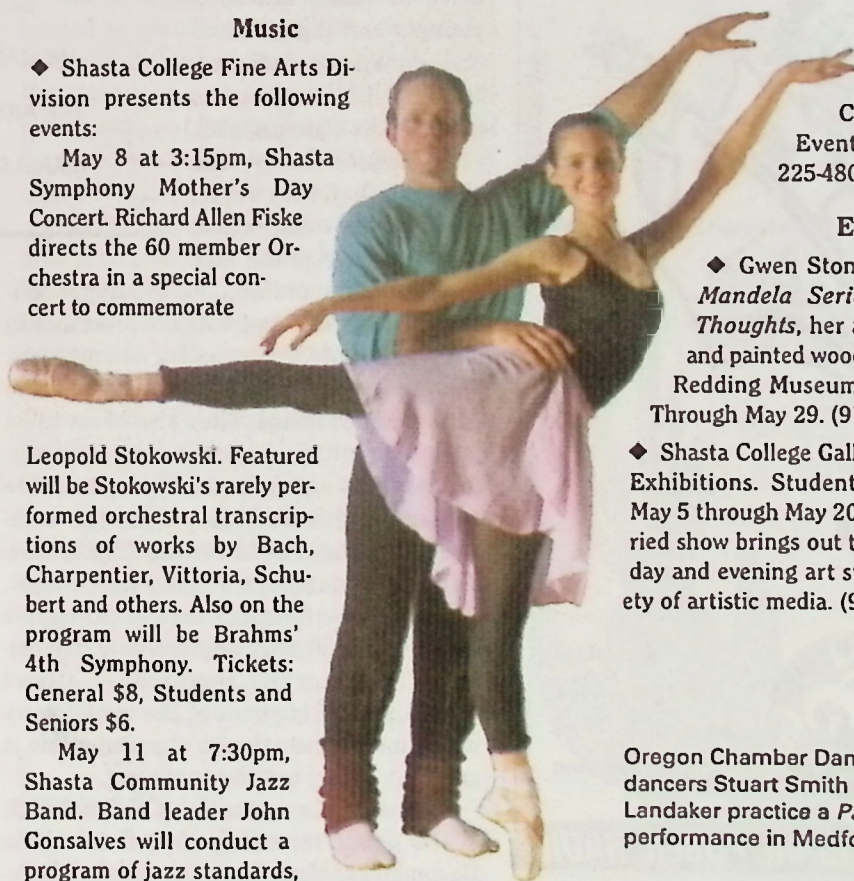 Music
◆ Shasta College Fine Arts Di-
vision presents the following
events:
May 8 at 3:15pm, Shasta
Symphony Mother's Day
Concert. Richard Allen Fiske
directs the 60 member Or-
chestra in a special con-
cert to commemorate
Leopold Stokowski. Featured
will be Stokowski's rarely per-
formed orchestral transcrip-
tions of works by Bach,
Charpentier, Vittoria, Schu-
bert and others. Also on the
program will be Brahms'
4th Symphony. Tickets:
General $8, Students and
Seniors $6.
May 11 at 7:30pm,
Shasta Community Jazz
Band. Band leader John
Gonsalves will conduct a
program of jazz standards,
Event
225-480
◆ Gwen Ston
Mandela Seri
Thoughts, her
and painted wood
Redding Museum
Through May 29. (9
◆ Shasta College Gall
Exhibitions. Student
May 5 through May 20
ried show brings out t
day and evening art s
ety of artistic media. (9
Oregon Chamber Dan
dancers Stuart Smith
Landaker practice a Pa
performance in Medfo